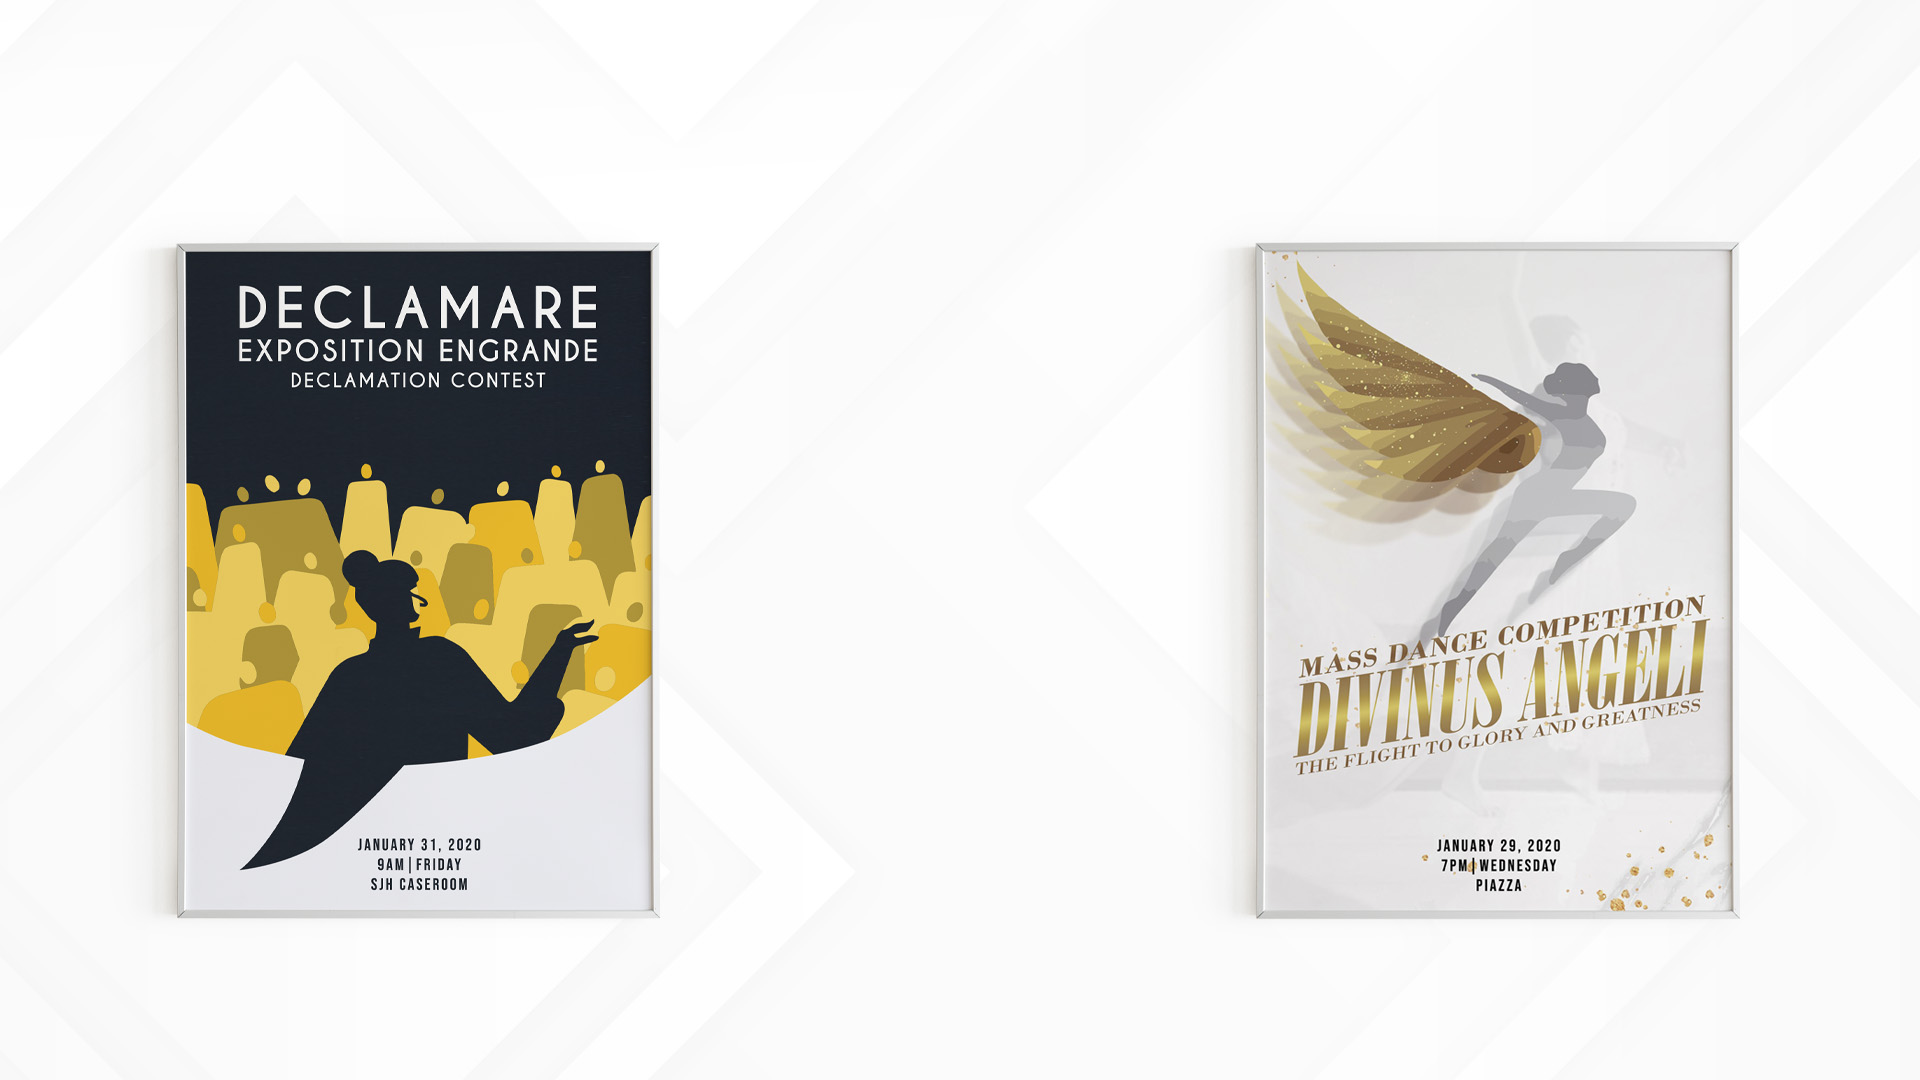 DECLAMARE
EXPOSITION ENGRANDE
DECLAMATION CONTEST
JANUARY 31, 2020
9AM|FRIDAY
SJH CASEROOM
MASS DANCE COMPETITION
DIVINUS ANGELI
THE FLIGHT TO GLORY AND GREATNESS
JANUARY 29, 2020
7PM|WEDNESDAY
PIAZZA